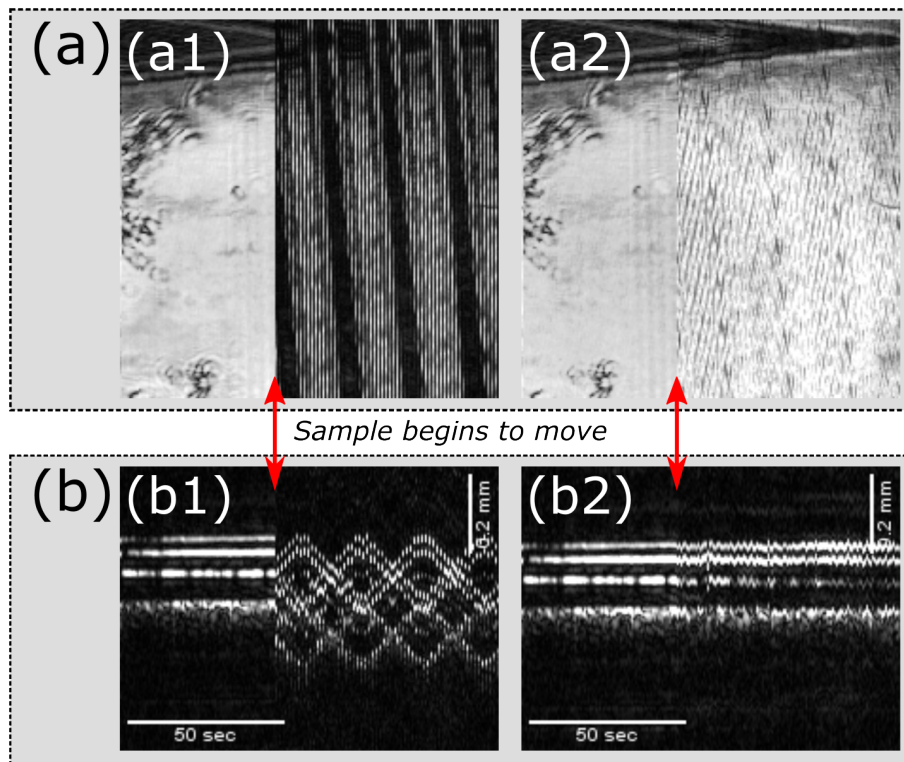 (a)
(a1)
(a2)
Sample begins to move
(b)
(b1)
0.2 mm
50 sec
(b2)
0.2 mm
50 sec